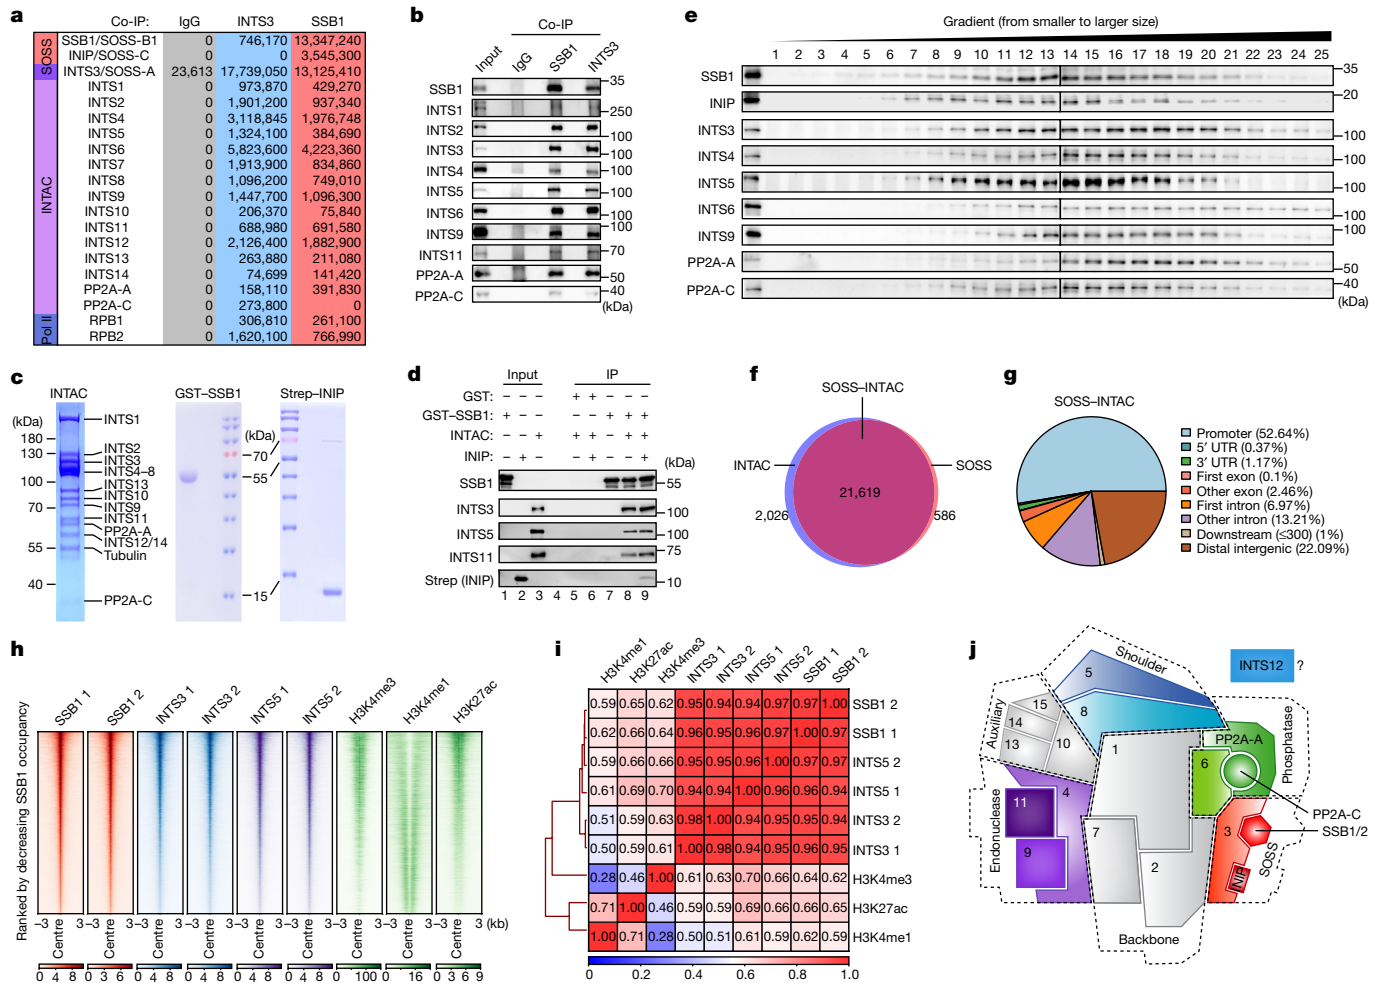 a
Co-IP: IgG INTS3 SSB1
SOSS
INTAC
Pol II
SSB1/SOSS-B1 0 746,170 13,347,240
INIP/SOSS-C 0 0 3,545,300
INTS3/SOSS-A 23,613 17,739,050 13,125,410
INTS1 0 973,870 429,270
INTS2 0 1,901,200 937,340
INTS4 0 3,118,845 1,976,748
INTS5 0 1,324,100 384,690
INTS6 0 5,823,600 4,223,360
INTS7 0 1,913,900 834,860
INTS8 0 1,096,200 749,010
INTS9 0 1,447,700 1,096,300
INTS10 0 206,370 75,840
INTS11 0 688,980 691,580
INTS12 0 2,126,400 1,882,900
INTS13 0 263,880 211,080
INTS14 0 74,699 141,420
PP2A-A 0 158,110 391,830
PP2A-C 0 273,800 0
RPB1 0 306,810 261,100
RPB2 0 1,620,100 766,990
b
Co-IP
Input IgG SSB1 INTS3
SSB1 35
INTS1 250
INTS2 100
INTS3 100
INTS4 100
INTS5 100
INTS6 100
INTS9 100
INTS11 70
PP2A-A 50
PP2A-C 40
(kDa)
e
Gradient (from smaller to larger size)
1 2 3 4 5 6 7 8 9 10 11 12 13 14 15 16 17 18 19 20 21 22 23 24 25
SSB1 35
INIP 20
INTS3 100
INTS4 100
INTS5 100
INTS6 100
INTS9 100
PP2A-A 50
PP2A-C 40
(kDa)
c
INTAC
(kDa)
180
130
100
70
55
40
INTS1
INTS2
INTS3
INTS4–8
INTS13
INTS10
INTS9
INTS11
PP2A-A
INTS12/14
Tubulin
PP2A-C
GST–SSB1
(kDa)
70
55
15
Strep–INIP
d
Input IP
GST: + +
GST–SSB1: + – – – – + + +
INTAC: – – + + + – + +
INIP: – + – – + – – +
(kDa)
SSB1 55
INTS3 100
INTS5 100
INTS11 75
Strep (INIP) 10
1 2 3 4 5 6 7 8 9
f
SOSS–INTAC
INTAC
SOSS
21,619
2,026
586
g
SOSS–INTAC
Promoter (52.64%)
5′ UTR (0.37%)
3′ UTR (1.17%)
First exon (0.1%)
Other exon (2.46%)
First intron (6.97%)
Other intron (13.21%)
Downstream (≤300) (1%)
Distal intergenic (22.09%)
h
SSB1 1 SSB1 2 INTS3 1 INTS3 2 INTS5 1 INTS5 2 H3K4me3 H3K4me1 H3K27ac
Ranked by decreasing SSB1 occupancy
–3 3–3 3–3 3–3 3–3 3–3 3–3 3–3 3–3 3 (kb)
Centre Centre Centre Centre Centre Centre Centre Centre Centre
0 4 8 0 3 6 0 4 8 0 4 8 0 4 8 0 4 8 0 100 0 16 0 3 6 9
i
H3K4me1 H3K27ac H3K4me3 INTS3 1 INTS3 2 INTS5 1 INTS5 2 SSB1 1 SSB1 2
0.59 0.65 0.62 0.95 0.94 0.94 0.97 0.97 1.00 SSB1 2
0.62 0.66 0.64 0.96 0.95 0.96 0.97 1.00 0.97 SSB1 1
0.59 0.66 0.66 0.95 0.95 0.96 1.00 0.97 0.97 INTS5 2
0.61 0.69 0.70 0.94 0.94 1.00 0.96 0.96 0.94 INTS5 1
0.51 0.59 0.63 0.98 1.00 0.94 0.95 0.95 0.94 INTS3 2
0.50 0.59 0.61 1.00 0.98 0.94 0.95 0.96 0.95 INTS3 1
0.28 0.46 1.00 0.61 0.63 0.70 0.66 0.64 0.62 H3K4me3
0.71 1.00 0.46 0.59 0.59 0.69 0.66 0.66 0.65 H3K27ac
1.00 0.71 0.28 0.50 0.51 0.61 0.59 0.62 0.59 H3K4me1
0 0.2 0.4 0.6 0.8 1.0
j
Shoulder
INTS12 ?
Auxiliary
Phosphatase
Endonuclease
Backbone
SOSS
5
8
15
14
13
10
1
PP2A-A
6
4
11
9
7
2
3
INIP
PP2A-C
SSB1/2